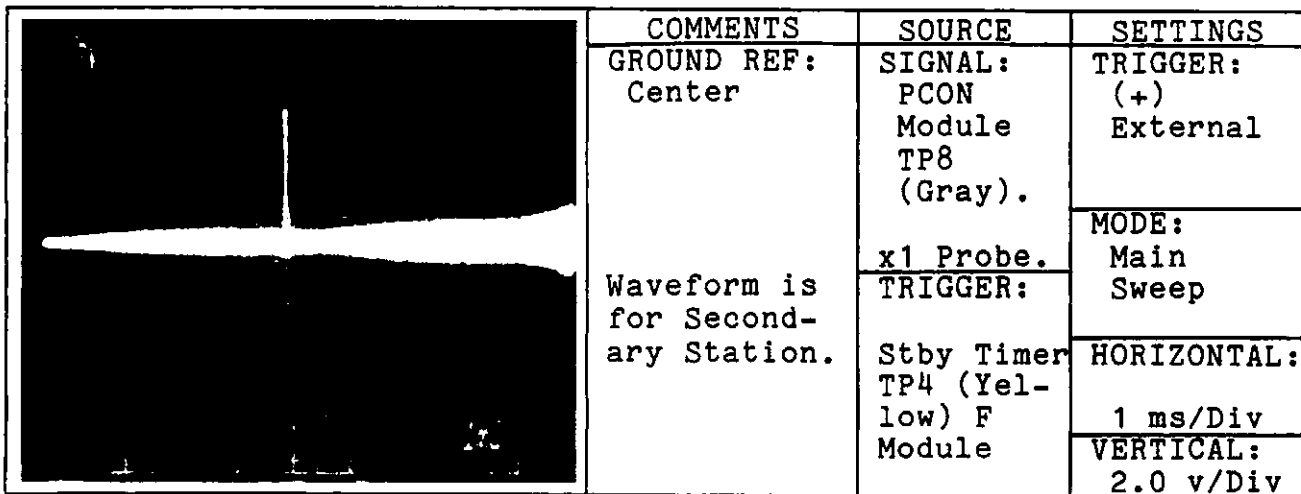 COMMENTS
GROUND REF:
Center
Waveform is
for Second-
ary Station.
SOURCE
SIGNAL:
PCON
Module
TP8
(Gray).
x1 Probe.
TRIGGER:
Stby Timer
TP4 (Yel-
low) F
Module
SETTINGS
TRIGGER:
(+)
External
MODE:
Main
Sweep
HORIZONTAL:
1 ms/Div
VERTICAL:
2.0 v/Div